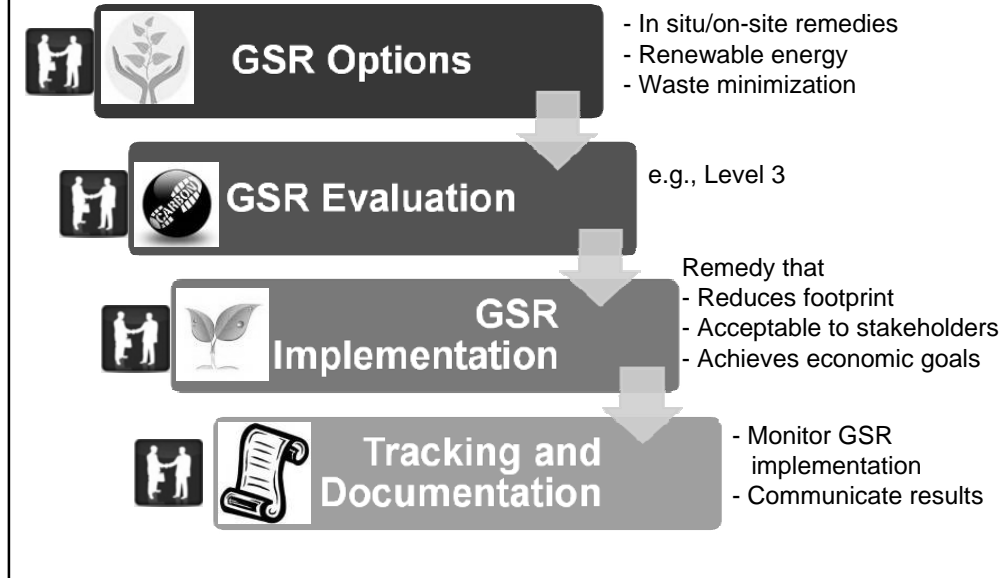 GSR Options
- In situ/on-site remedies
- Renewable energy
- Waste minimization
CARBON
GSR Evaluation
e.g., Level 3
GSR
Implementation
Remedy that
- Reduces footprint
- Acceptable to stakeholders
- Achieves economic goals
Tracking and
Documentation
- Monitor GSR
implementation
- Communicate results